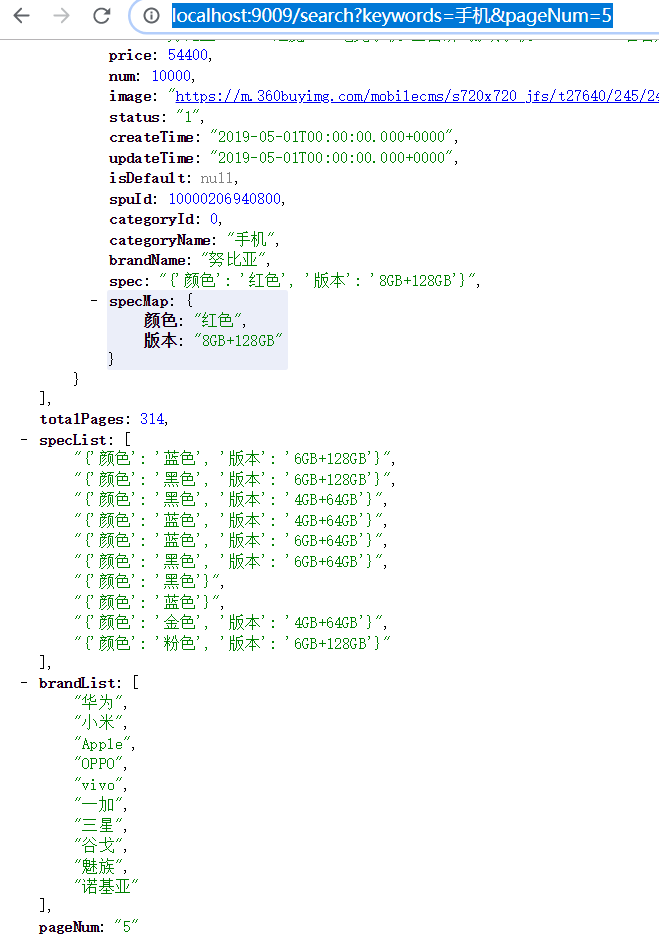 localhost:9009/search?keywords=手机&pageNum=5
price: 54400,
num: 10000,
image: "https://m.360buyimg.com/mobilecms/s720x720_jfs/t27640/245/24
status: "1",
createTime: "2019-05-01T00:00:00.000+0000",
updateTime: "2019-05-01T00:00:00.000+0000",
isDefault: null,
spuId: 10000206940800,
categoryId: 0,
categoryName: "手机",
brandName: "努比亚",
spec: "{'颜色': '红色', '版本': '8GB+128GB'}",
- specMap: {
颜色: "红色",
版本: "8GB+128GB"
}
}
],
totalPages: 314,
- specList: [
"{'颜色': '蓝色', '版本': '6GB+128GB'}",
"{'颜色': '黑色', '版本': '6GB+128GB'}",
"{'颜色': '黑色', '版本': '4GB+64GB'}",
"{'颜色': '蓝色', '版本': '4GB+64GB'}",
"{'颜色': '蓝色', '版本': '6GB+64GB'}",
"{'颜色': '黑色', '版本': '6GB+64GB'}",
"{'颜色': '黑色'}",
"{'颜色': '蓝色'}",
"{'颜色': '金色', '版本': '4GB+64GB'}",
"{'颜色': '粉色', '版本': '6GB+128GB'}"
],
- brandList: [
"华为",
"小米",
"Apple",
"OPPO",
"vivo",
"一加",
"三星",
"谷戈",
"魅族",
"诺基亚"
],
pageNum: "5"